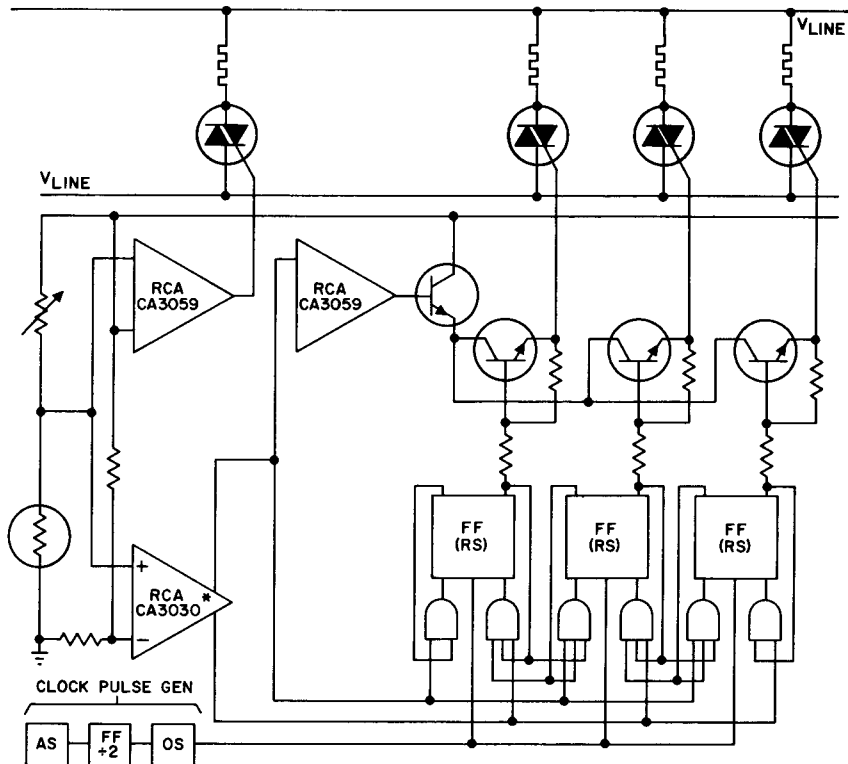 VLINE
VLINE
RCA
CA3059
RCA
CA3059
FF
(RS)
FF
(RS)
FF
(RS)
+
RCA
CA3030 *
−
CLOCK PULSE GEN
AS
FF
÷2
OS